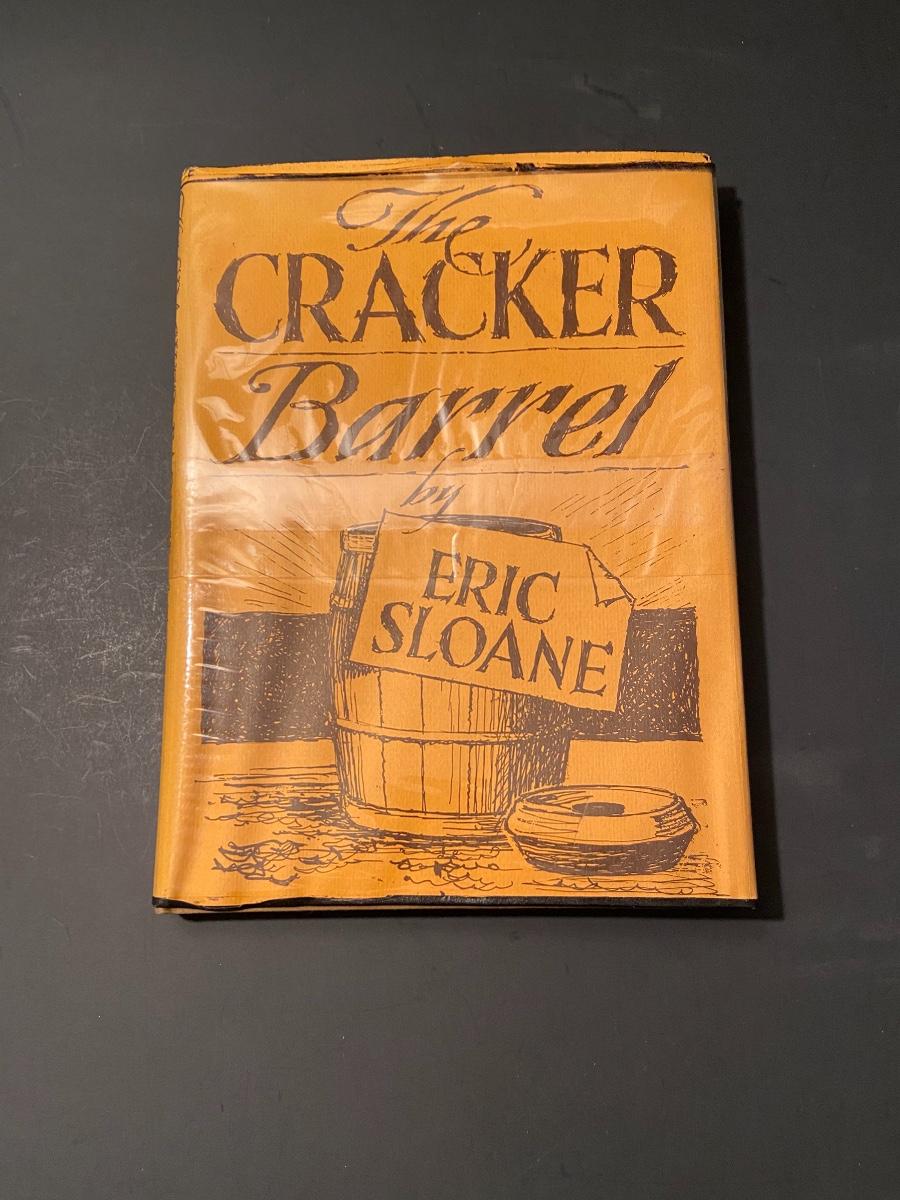 The
CRACKER
Barrel
by
ERIC
SLOANE